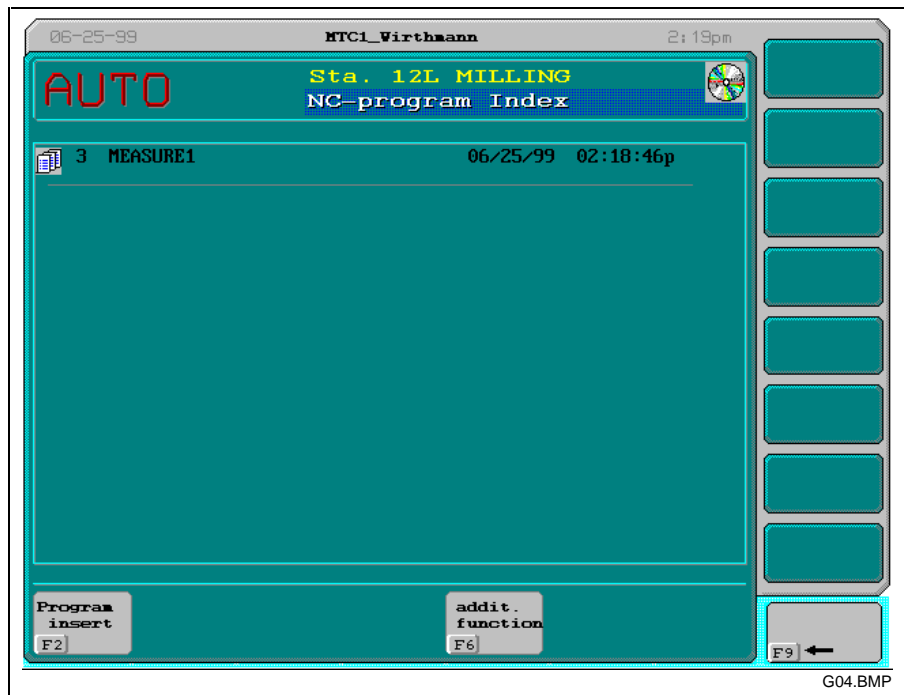 06-25-99 MTC1_Wirthmann 2:19pm
AUTO
Sta. 12L MILLING
NC-program Index
3 MEASURE1 06/25/99 02:18:46p
Program
insert
F2
addit.
function
F6
F9
G04.BMP